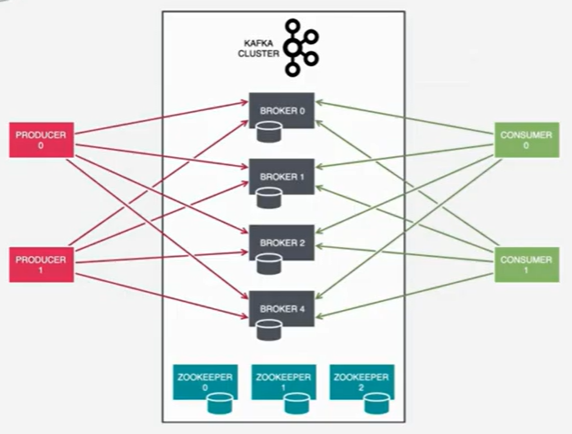 KAFKA
CLUSTER
BROKER 0
PRODUCER
0
CONSUMER
0
BROKER 1
BROKER 2
PRODUCER
1
CONSUMER
1
BROKER 4
ZOOKEEPER
0
ZOOKEEPER
1
ZOOKEEPER
2